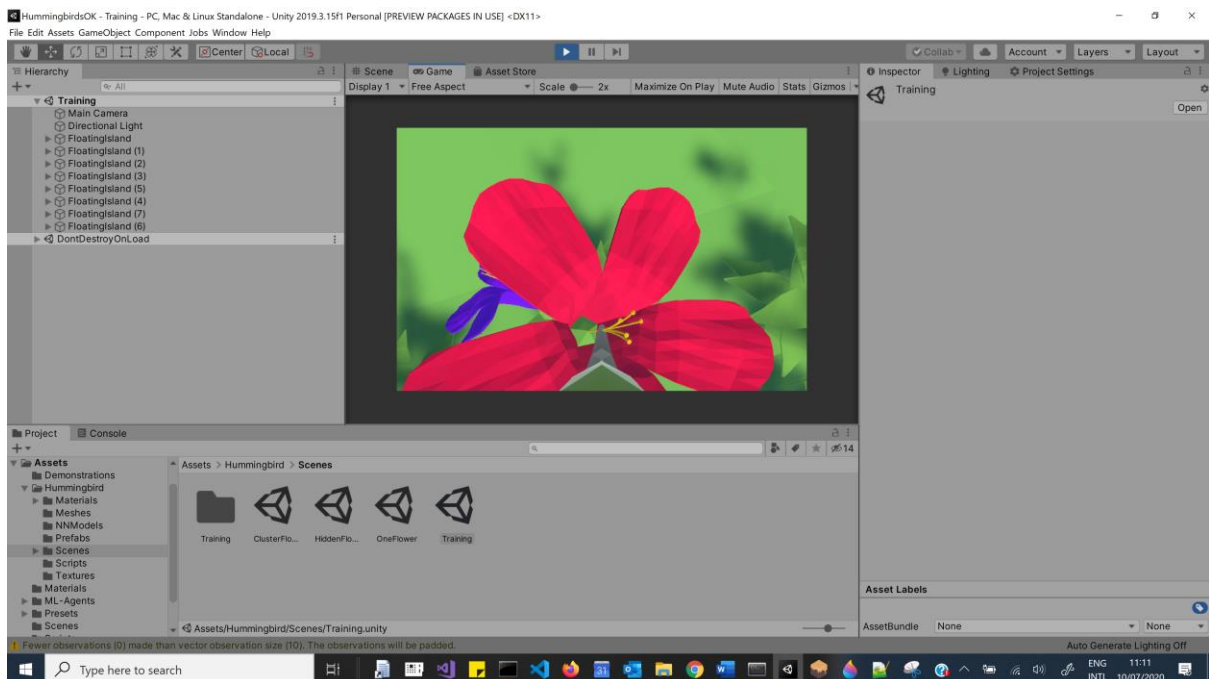 HummingbirdsOK - Training - PC, Mac & Linux Standalone - Unity 2019.3.15f1 Personal [PREVIEW PACKAGES IN USE] <DX11>
File Edit Assets GameObject Component Jobs Window Help
Center Local Collab Account Layers Layout
Hierarchy
All
Training
Main Camera
Directional Light
FloatingIsland
FloatingIsland (1)
FloatingIsland (2)
FloatingIsland (3)
FloatingIsland (5)
FloatingIsland (4)
FloatingIsland (7)
FloatingIsland (6)
DontDestroyOnLoad
Scene Game Asset Store
Display 1 Free Aspect Scale 2x Maximize On Play Mute Audio Stats Gizmos
Inspector Lighting Project Settings
Training
Open
Project Console
14
Assets
Demonstrations
Hummingbird
Materials
Meshes
NNModels
Prefabs
Scenes
Scripts
Textures
Materials
ML-Agents
Presets
Scenes
Assets > Hummingbird > Scenes
Training ClusterFlo... HiddenFlo... OneFlower Training
Assets/Hummingbird/Scenes/Training.unity
Asset Labels
AssetBundle None None
Fewer observations (0) made than vector observation size (10). The observations will be padded.
Auto Generate Lighting Off
Type here to search
ENG
INTL
11:11
10/07/2020